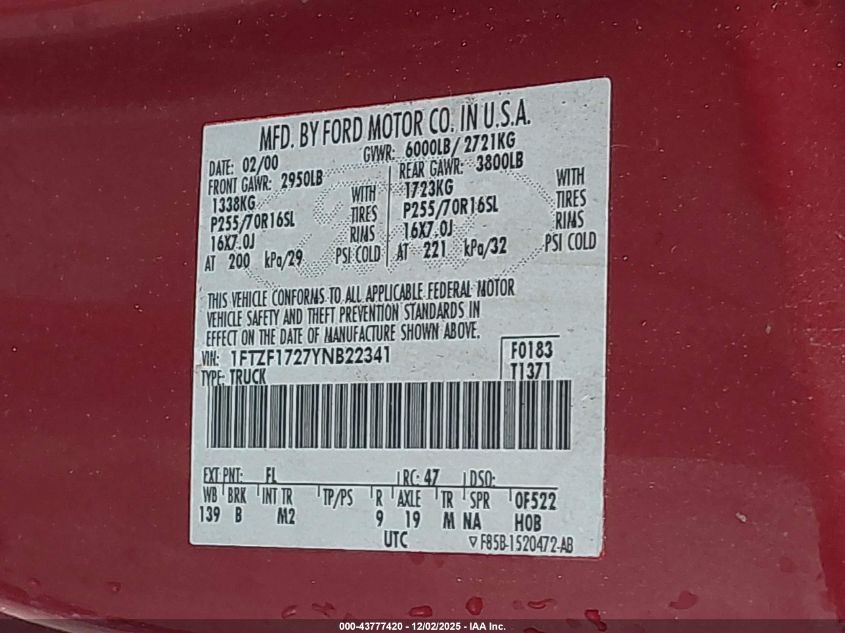 MFD. BY FORD MOTOR CO. IN U.S.A.
DATE: 02/00 GVWR: 6000LB/ 2721KG
FRONT GAWR: 2950LB REAR GAWR: 3800LB
1338KG WITH 1723KG WITH
P255/70R16SL TIRES P255/70R16SL TIRES
16X7.0J RIMS 16X7.0J RIMS
AT 200 kPa/29 PSI COLD AT 221 kPa/32 PSI COLD
THIS VEHICLE CONFORMS TO ALL APPLICABLE FEDERAL MOTOR
VEHICLE SAFETY AND THEFT PREVENTION STANDARDS IN
EFFECT ON THE DATE OF MANUFACTURE SHOWN ABOVE.
VIN: 1FTZF1727YNB22341 F0183
TYPE: TRUCK T1371
EXT PNT: FL RC: 47 DSO:
WB BRK INT TR TP/PS R AXLE TR SPR 0F522
139 B M2 9 19 M NA HOB
UTC ▽ F85B-1520472-AB
000-43777420 - 12/02/2025 - IAA Inc.